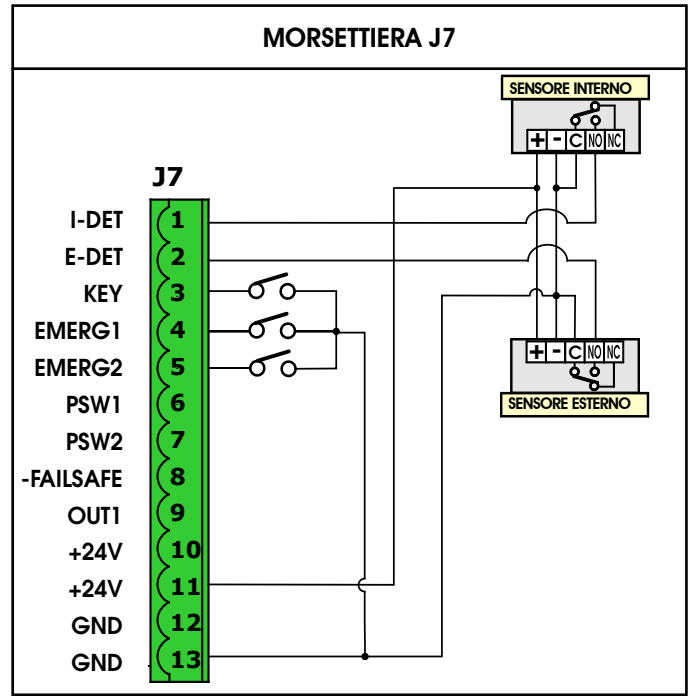 MORSETTIERA J7
SENSORE INTERNO
+ - C NO NC
J7
I-DET 1
E-DET 2
KEY 3
EMERG1 4
EMERG2 5
PSW1 6
PSW2 7
-FAILSAFE 8
OUT1 9
+24V 10
+24V 11
GND 12
GND 13
+ - C NO NC
SENSORE ESTERNO